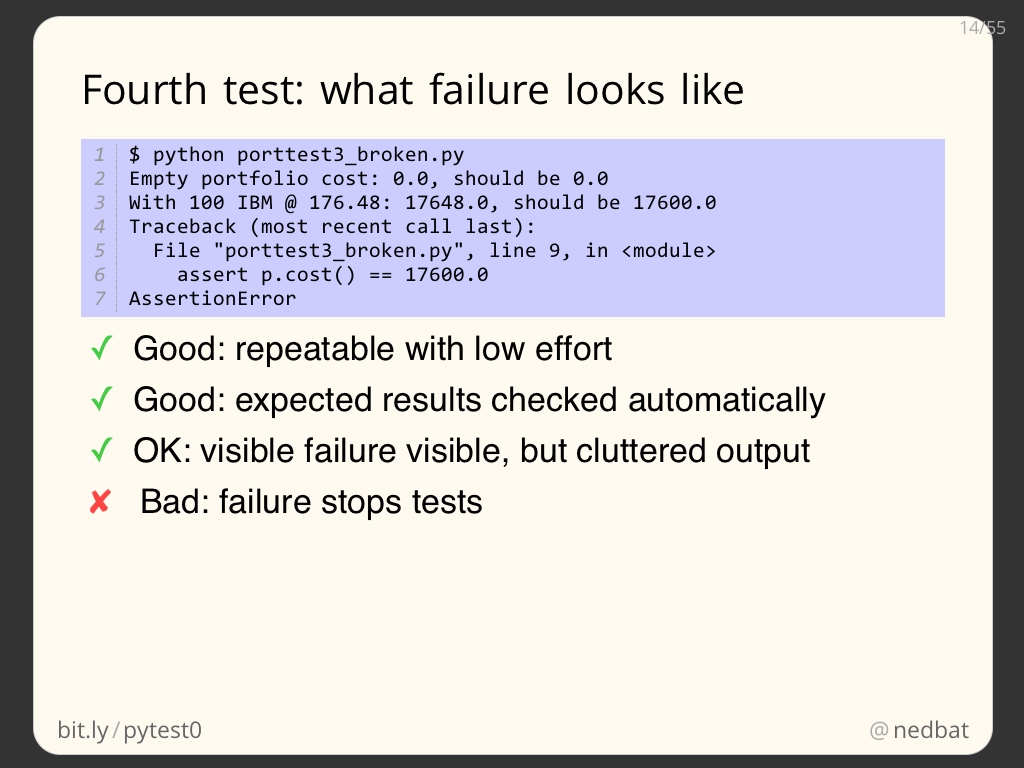 14/55
Fourth test: what failure looks like
1 $ python porttest3_broken.py
2 Empty portfolio cost: 0.0, should be 0.0
3 With 100 IBM @ 176.48: 17648.0, should be 17600.0
4 Traceback (most recent call last):
5   File "porttest3_broken.py", line 9, in <module>
6     assert p.cost() == 17600.0
7 AssertionError
✓ Good: repeatable with low effort
✓ Good: expected results checked automatically
✓ OK: visible failure visible, but cluttered output
✘ Bad: failure stops tests
bit.ly/pytest0
@nedbat